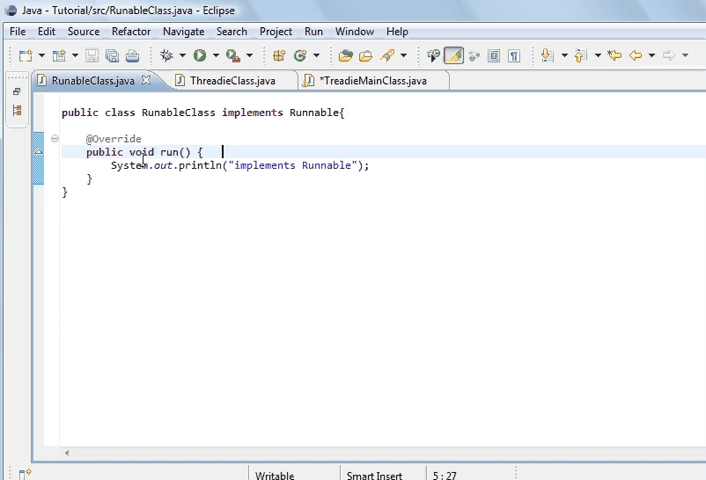 Java - Tutorial/src/RunableClass.java - Eclipse
File Edit Source Refactor Navigate Search Project Run Window Help
RunableClass.java ThreadieClass.java *TreadieMainClass.java
public class RunableClass implements Runnable{
@Override
public void run() {
System.out.println("implements Runnable");
}
}
Writable Smart Insert 5 : 27